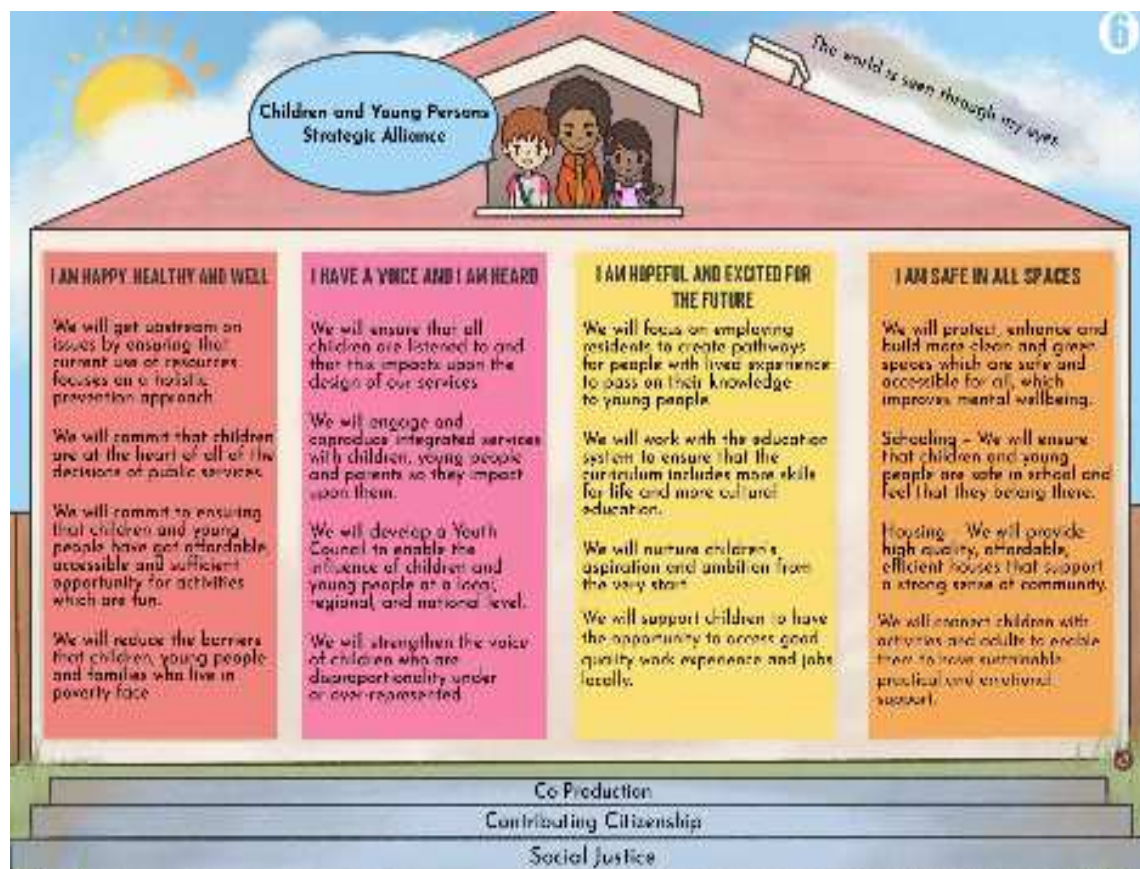 6
The world is seen through my eyes
Children and Young Persons
Strategic Alliance
I AM HAPPY, HEALTHY AND WELL
We will get upstream on
issues by ensuring that
current use of resources
focuses on a holistic
prevention approach
We will commit that children
are at the heart of all of the
decisions of public services.
We will commit to ensuring
that children and young
people have got affordable,
accessible and sufficient
opportunity for activities
which are fun.
We will reduce the barriers
that children, young people
and families who live in
poverty face
I HAVE A VOICE AND I AM HEARD
We will ensure that all
children are listened to and
that this impacts upon the
design of our services
We will engage and
coproduce integrated services
with children, young people
and parents so they impact
upon them.
We will develop a Youth
Council to enable the
influence of children and
young people at a local,
regional, and national level.
We will strengthen the voice
of children who are
disproportionality under
or over-represented
I AM HOPEFUL AND EXCITED FOR
THE FUTURE
We will focus on employing
residents to create pathways
for people with lived experience
to pass on their knowledge
to young people
We will work with the education
system to ensure that the
curriculum includes more skills
for life and more cultural
education.
We will nurture children's
aspiration and ambition from
the very start
We will support children to have
the opportunity to access good
quality work experience and jobs
locally.
I AM SAFE IN ALL SPACES
We will protect, enhance and
build more clean and green
spaces which are safe and
accessible for all, which
improves mental wellbeing.
Schooling – We will ensure
that children and young
people are safe in school and
feel that they belong there.
Housing – We will provide
high quality, affordable,
efficient houses that support
a strong sense of community.
We will connect children with
activities and adults to enable
them to have sustainable
practical and emotional
support.
Co Production
Contributing Citizenship
Social Justice